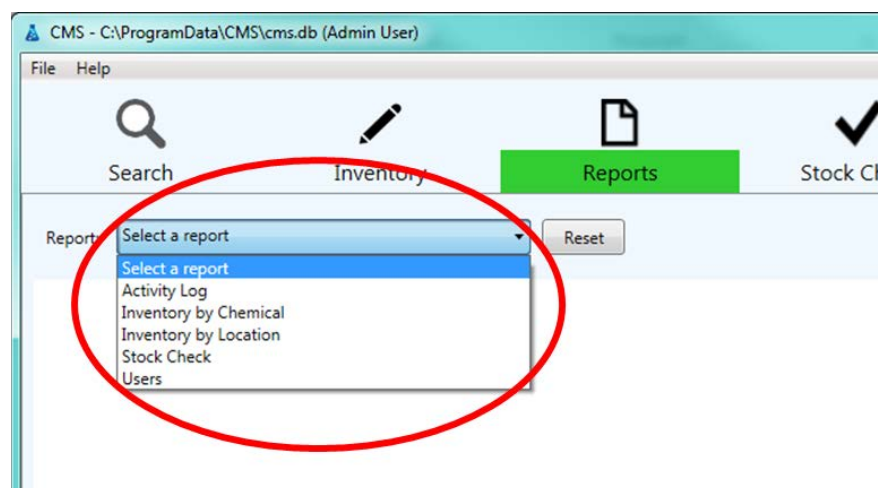 CMS - C:\ProgramData\CMS\cms.db (Admin User)
File Help
Search Inventory Reports Stock Ch
Report: Select a report Reset
Select a report
Activity Log
Inventory by Chemical
Inventory by Location
Stock Check
Users